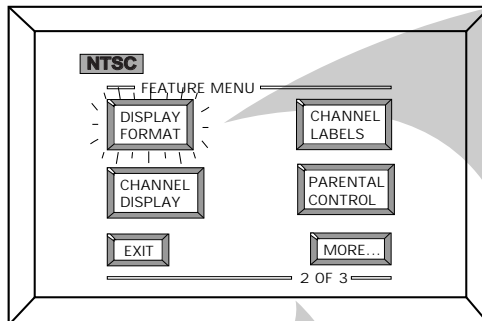 NTSC
FEATURE MENU
DISPLAY
FORMAT
CHANNEL
LABELS
CHANNEL
DISPLAY
PARENTAL
CONTROL
EXIT
MORE...
2 OF 3